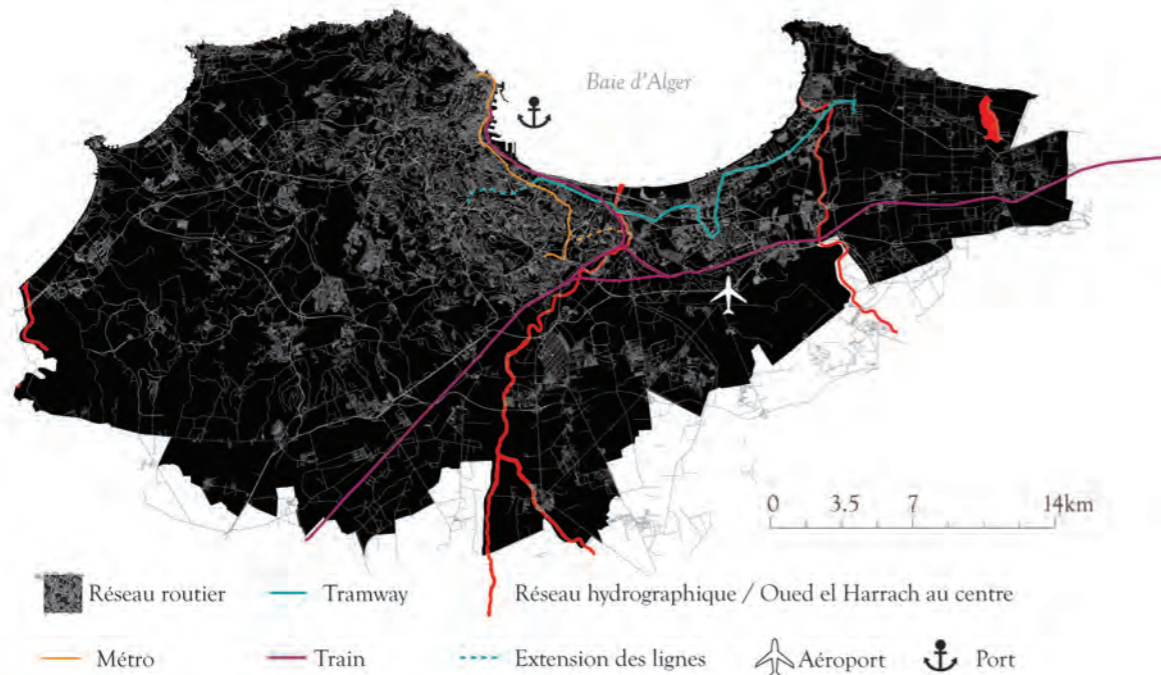 Baie d'Alger
0 3.5 7 14km
Réseau routier
Tramway
Réseau hydrographique / Oued el Harrach au centre
Métro
Train
Extension des lignes
Aéroport
Port